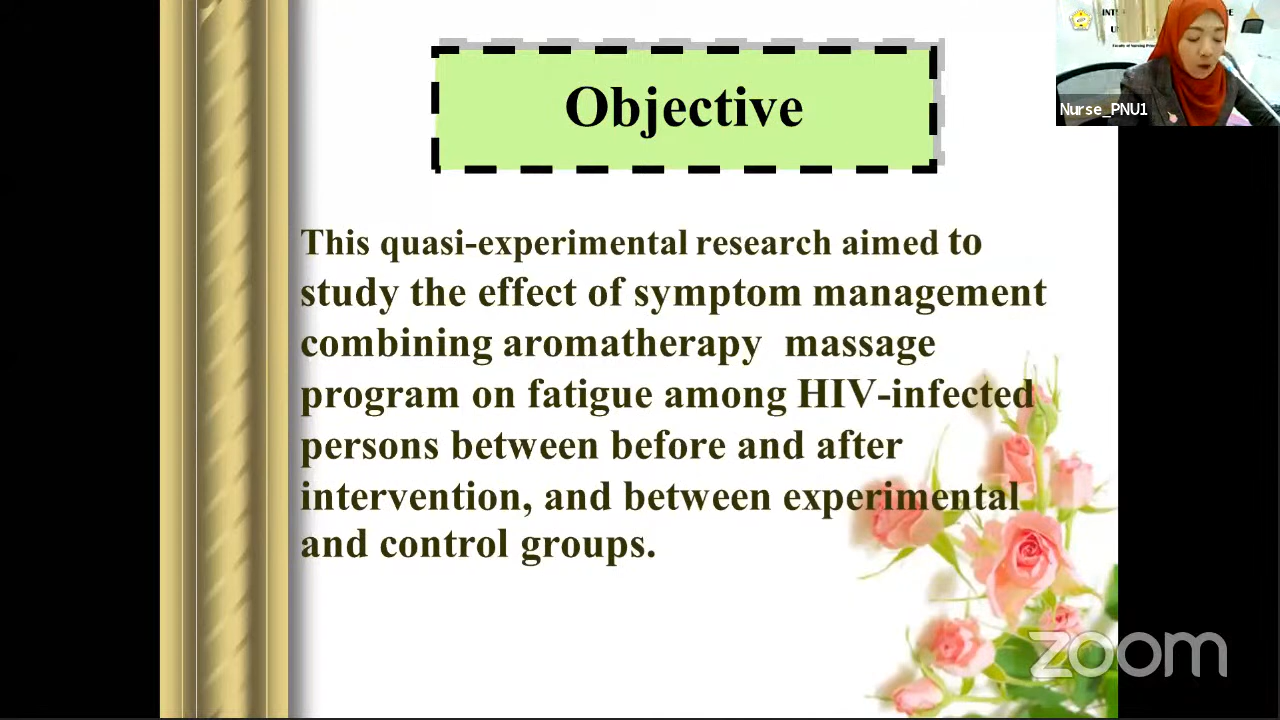 Objective
This quasi-experimental research aimed to
study the effect of symptom management
combining aromatherapy massage
program on fatigue among HIV-infected
persons between before and after
intervention, and between experimental
and control groups.
Nurse_PNU1
zoom